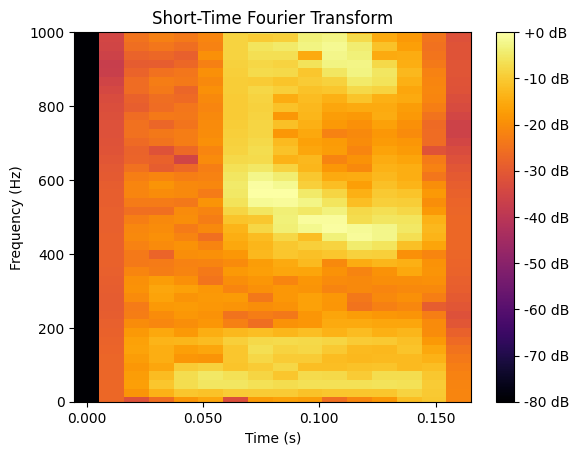 Short-Time Fourier Transform
Frequency (Hz)
1000
800
600
400
200
0
0.000
0.050
0.100
0.150
Time (s)
+0 dB
-10 dB
-20 dB
-30 dB
-40 dB
-50 dB
-60 dB
-70 dB
-80 dB